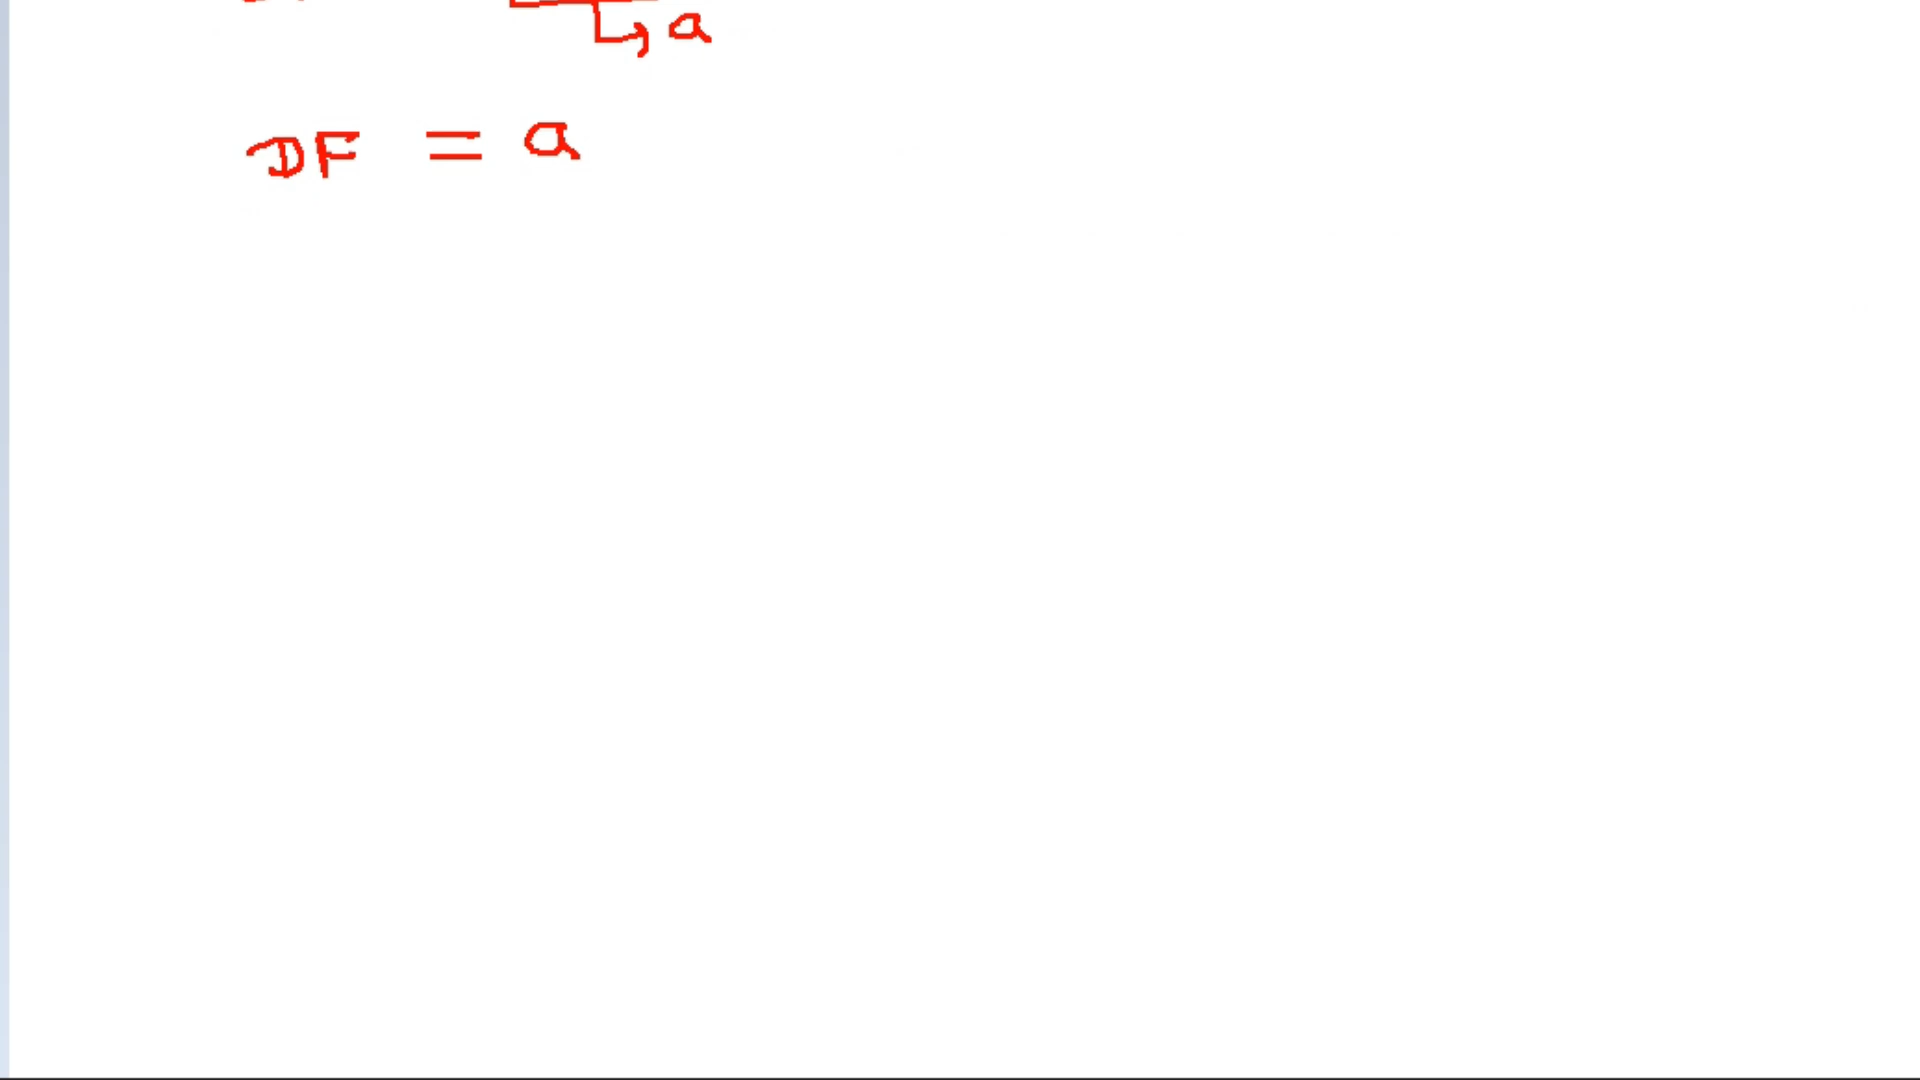 ↳ a
DF = a